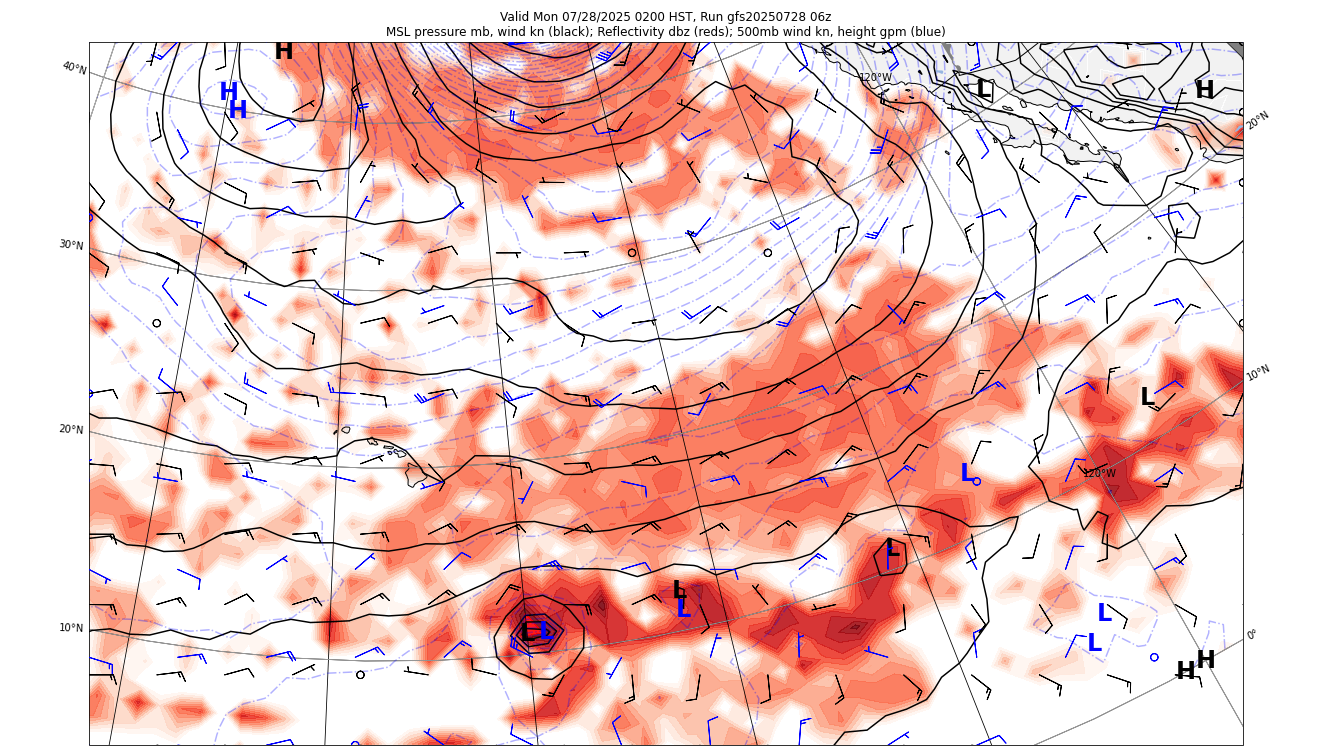 Valid Mon 07/28/2025 0200 HST, Run gfs20250728 06z
MSL pressure mb, wind kn (black); Reflectivity dbz (reds); 500mb wind kn, height gpm (blue)
H
40°N
120°W
H
H
L
H
20°N
30°N
10°N
L
20°N
L
120°W
L
L
L
10°N
L
L
L
L
0°
H
H